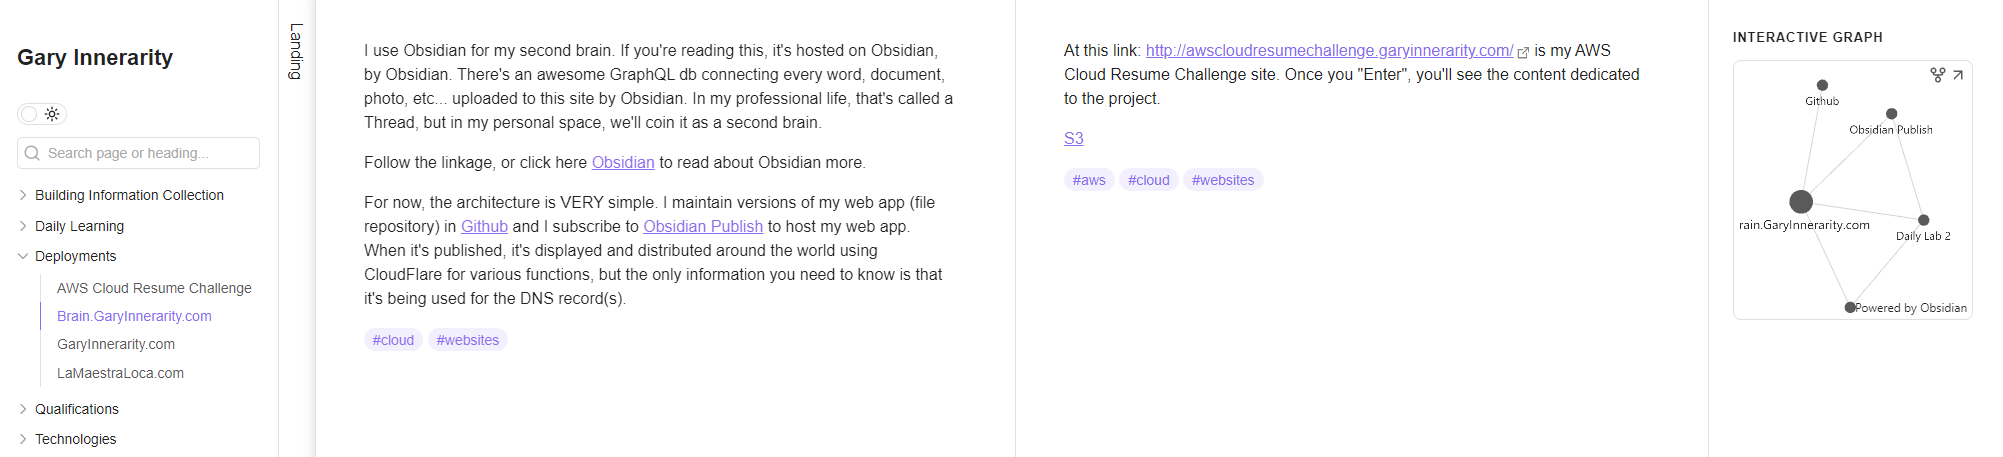 Gary Innerarity
Search page or heading...
Building Information Collection
Daily Learning
Deployments
AWS Cloud Resume Challenge
Brain.GaryInnerarity.com
GaryInnerarity.com
LaMaestraLoca.com
Qualifications
Technologies
Landing
I use Obsidian for my second brain. If you're reading this, it's hosted on Obsidian,
by Obsidian. There's an awesome GraphQL db connecting every word, document,
photo, etc... uploaded to this site by Obsidian. In my professional life, that's called a
Thread, but in my personal space, we'll coin it as a second brain.
Follow the linkage, or click here Obsidian to read about Obsidian more.
For now, the architecture is VERY simple. I maintain versions of my web app (file
repository) in Github and I subscribe to Obsidian Publish to host my web app.
When it's published, it's displayed and distributed around the world using
CloudFlare for various functions, but the only information you need to know is that
it's being used for the DNS record(s).
#cloud #websites
At this link: http://awscloudresumechallenge.garyinnerarity.com/ is my AWS
Cloud Resume Challenge site. Once you "Enter", you'll see the content dedicated
to the project.
S3
#aws #cloud #websites
INTERACTIVE GRAPH
Github
Obsidian Publish
rain.GaryInnerarity.com
Daily Lab 2
Powered by Obsidian